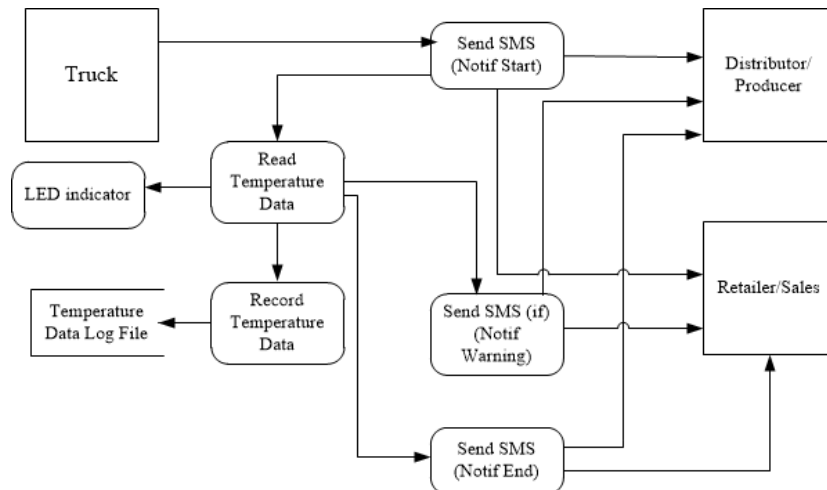 Truck
Send SMS
(Notif Start)
Distributor/
Producer
Read
Temperature
Data
LED indicator
Temperature
Data Log File
Record
Temperature
Data
Send SMS (if)
(Notif
Warning)
Retailer/Sales
Send SMS
(Notif End)